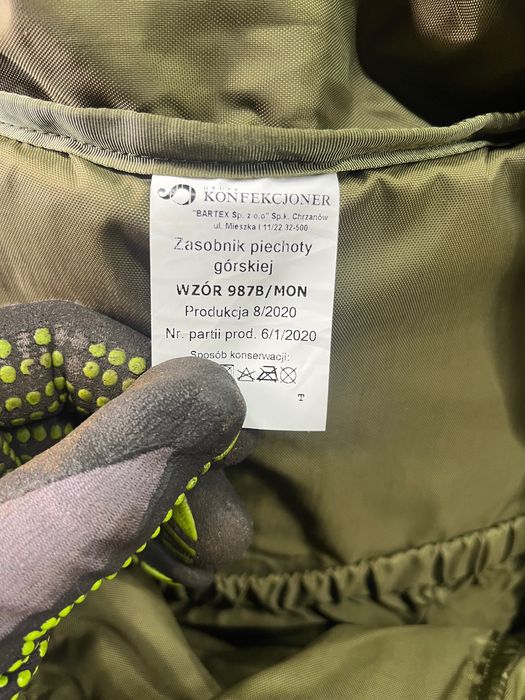 GRUPA
KONFEKCJONER
"BARTEX Sp. z o.o" Sp.k. Chrzanów
ul. Mieszka I 11/22 32-500
Zasobnik piechoty
górskiej
WZÓR 987B/MON
Produkcja 8/2020
Nr. partii prod. 6/1/2020
Sposób konserwacji:
T